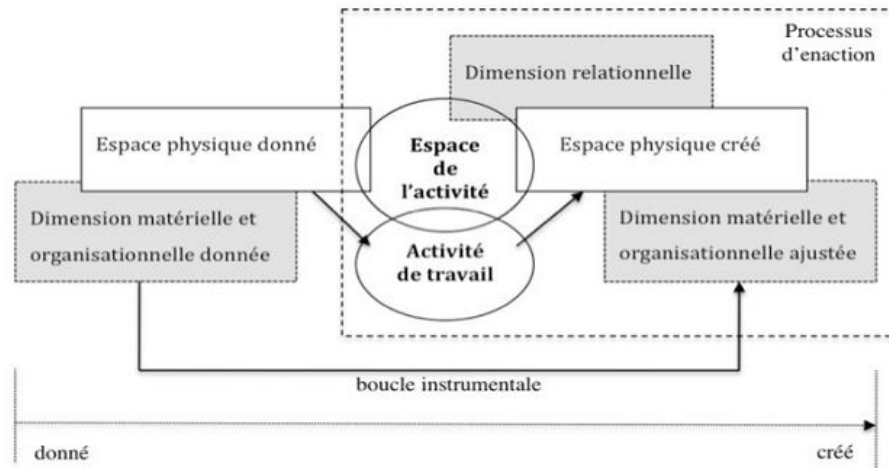 Processus
d'enaction
Dimension relationnelle
Espace physique donné
Espace
de
l'activité
Espace physique créé
Dimension matérielle et
organisationnelle donnée
Activité
de travail
Dimension matérielle et
organisationnelle ajustée
boucle instrumentale
donné
créé